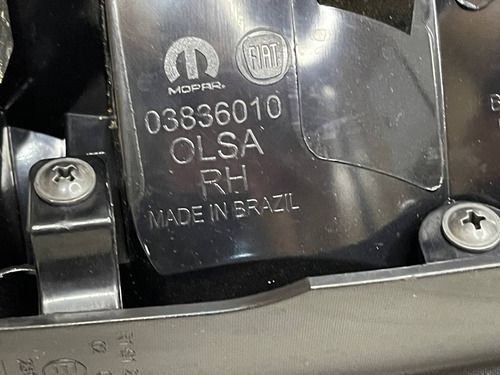 MOPAR
FIAT
03836010
OLSA
RH
MADE IN BRAZIL